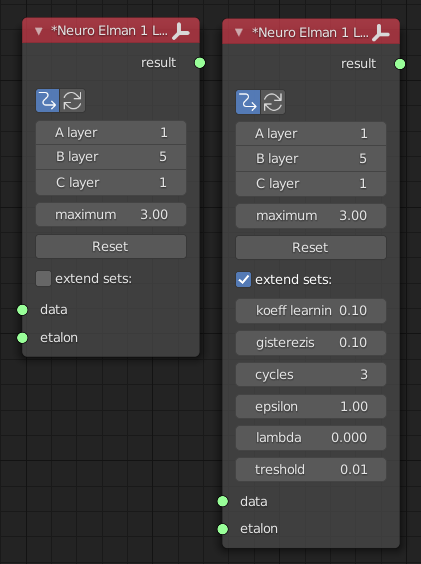 *Neuro Elman 1 L...
result
A layer 1
B layer 5
C layer 1
maximum 3.00
Reset
extend sets:
data
etalon
*Neuro Elman 1 L...
result
A layer 1
B layer 5
C layer 1
maximum 3.00
Reset
extend sets:
koeff learnin 0.10
gisterezis 0.10
cycles 3
epsilon 1.00
lambda 0.000
treshold 0.01
data
etalon